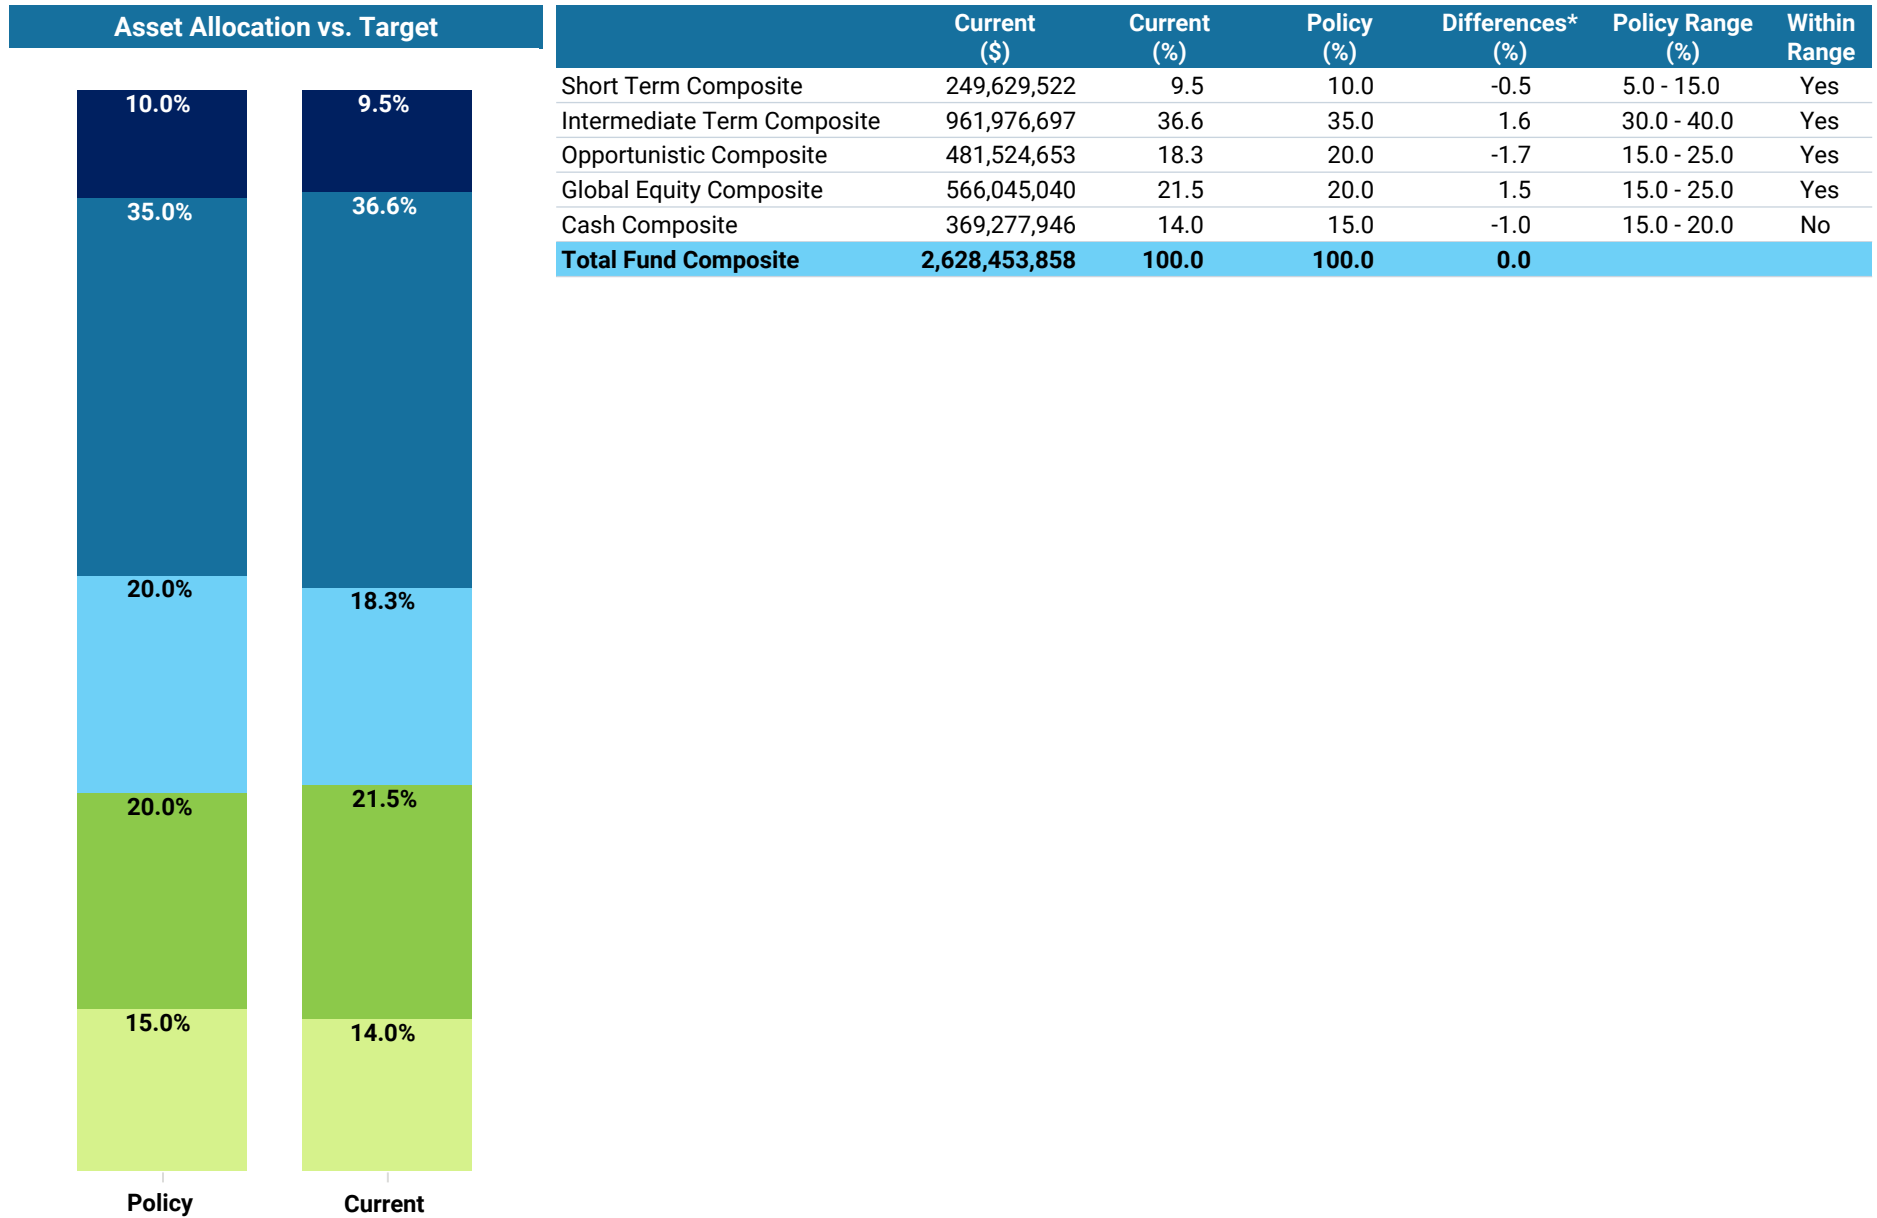 Asset Allocation vs. Target
10.0%
9.5%
35.0%
36.6%
20.0%
18.3%
20.0%
21.5%
15.0%
14.0%
Policy
Current
Current ($) Current (%) Policy (%) Differences* (%) Policy Range (%) Within Range
Short Term Composite 249,629,522 9.5 10.0 -0.5 5.0 - 15.0 Yes
Intermediate Term Composite 961,976,697 36.6 35.0 1.6 30.0 - 40.0 Yes
Opportunistic Composite 481,524,653 18.3 20.0 -1.7 15.0 - 25.0 Yes
Global Equity Composite 566,045,040 21.5 20.0 1.5 15.0 - 25.0 Yes
Cash Composite 369,277,946 14.0 15.0 -1.0 15.0 - 20.0 No
Total Fund Composite 2,628,453,858 100.0 100.0 0.0